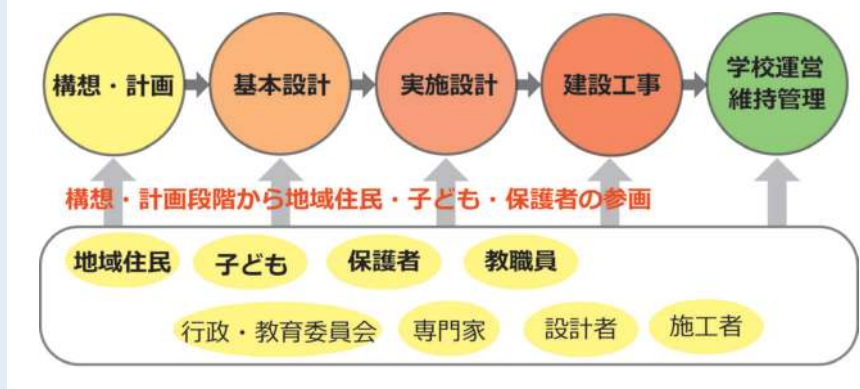 構想・計画
基本設計
実施設計
建設工事
学校運営
維持管理
構想・計画段階から地域住民・子ども・保護者の参画
地域住民
子ども
保護者
教職員
行政・教育委員会
専門家
設計者
施工者